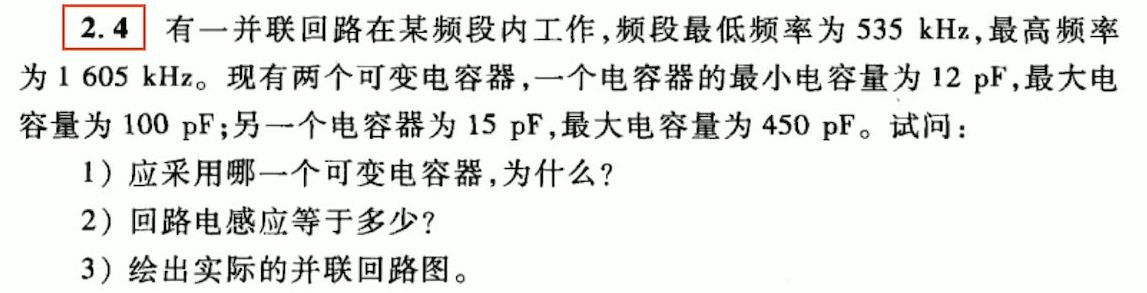 2.4 有一并联回路在某频段内工作,频段最低频率为 535 kHz,最高频率
为 1 605 kHz。现有两个可变电容器,一个电容器的最小电容量为 12 pF,最大电
容量为 100 pF;另一个电容器为 15 pF,最大电容量为 450 pF。试问:
1) 应采用哪一个可变电容器,为什么?
2) 回路电感应等于多少?
3) 绘出实际的并联回路图。